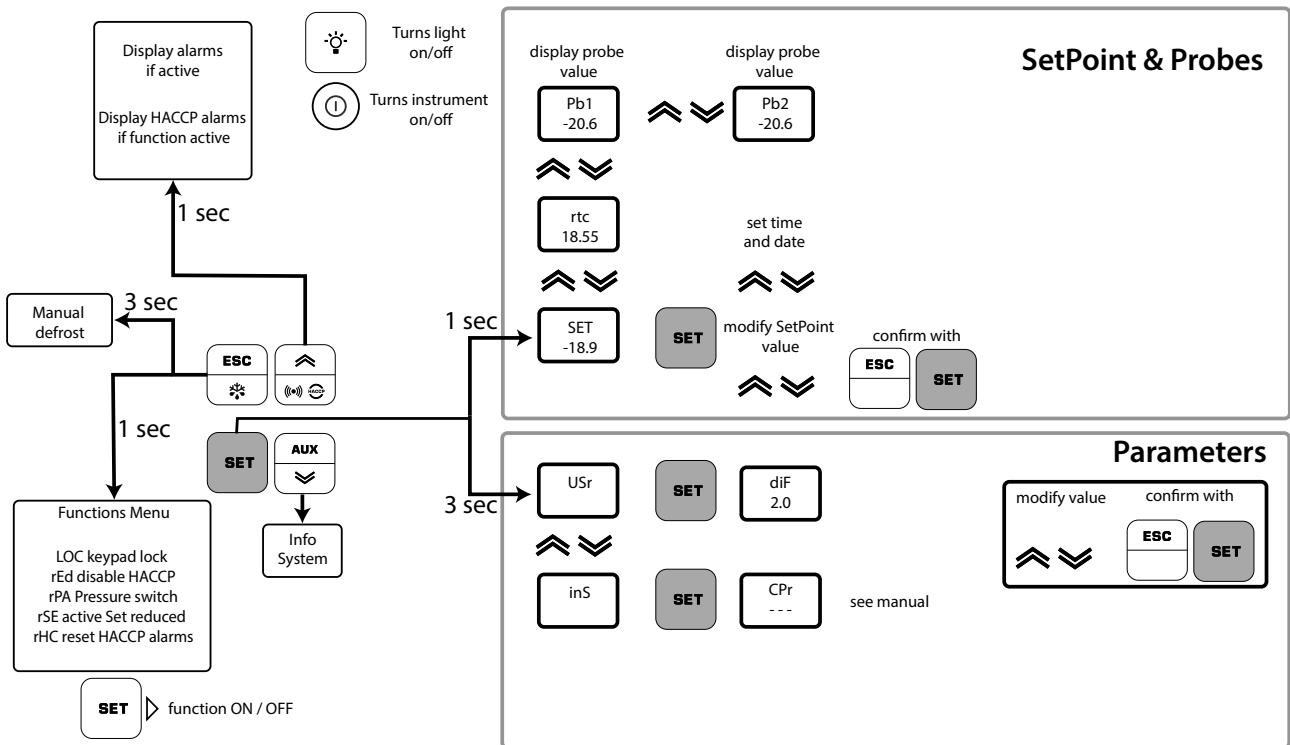 Display alarms
if active
Display HACCP alarms
if function active
Turns light
on/off
Turns instrument
on/off
1 sec
3 sec
Manual
defrost
ESC
HACCP
1 sec
SET
AUX
Functions Menu
LOC keypad lock
rEd disable HACCP
rPA Pressure switch
rSE active Set reduced
rHC reset HACCP alarms
Info
System
SET
function ON / OFF
1 sec
3 sec
SetPoint & Probes
display probe
value
display probe
value
Pb1
-20.6
Pb2
-20.6
rtc
18.55
set time
and date
SET
-18.9
SET
modify SetPoint
value
confirm with
ESC
SET
Parameters
USr
SET
diF
2.0
modify value
confirm with
ESC
SET
inS
SET
CPr
- - -
see manual